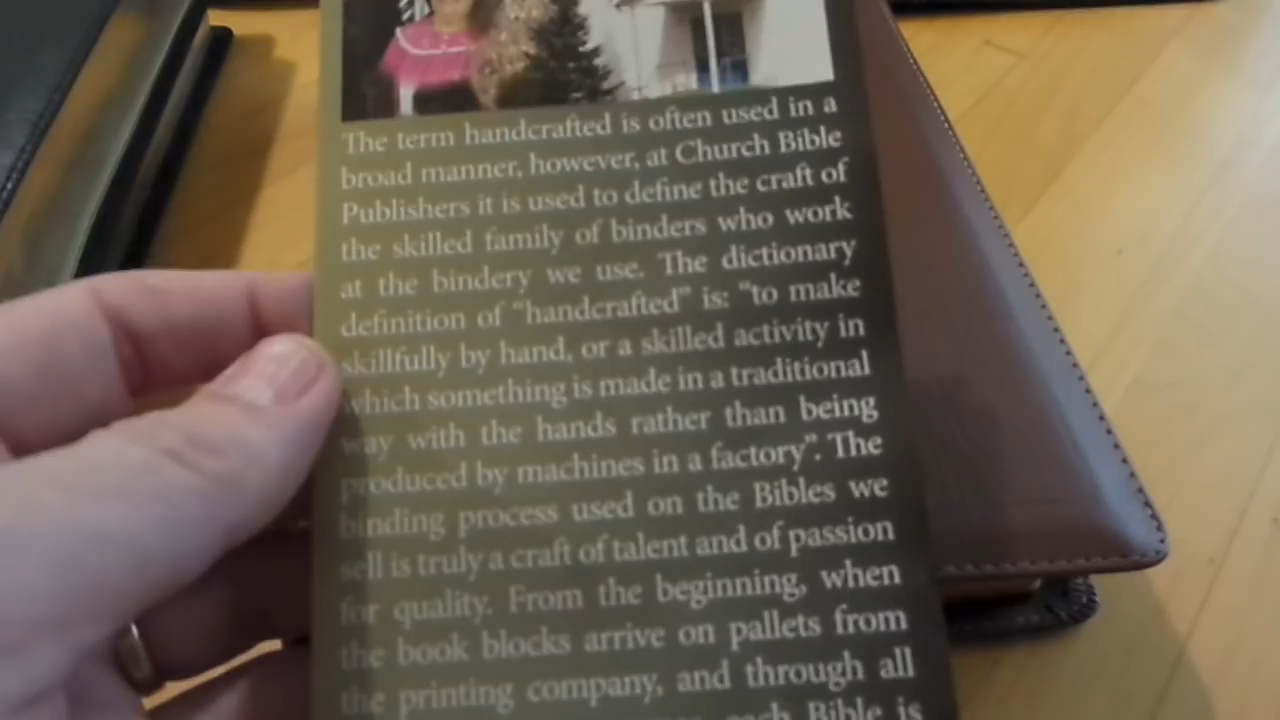 The term handcrafted is often used in a
broad manner, however, at Church Bible
Publishers it is used to define the craft of
the skilled family of binders who work
at the bindery we use. The dictionary
definition of “handcrafted” is: “to make
skillfully by hand, or a skilled activity in
which something is made in a traditional
way with the hands rather than being
produced by machines in a factory”. The
binding process used on the Bibles we
sell is truly a craft of talent and of passion
for quality. From the beginning, when
the book blocks arrive on pallets from
the printing company, and through all
each Bible is